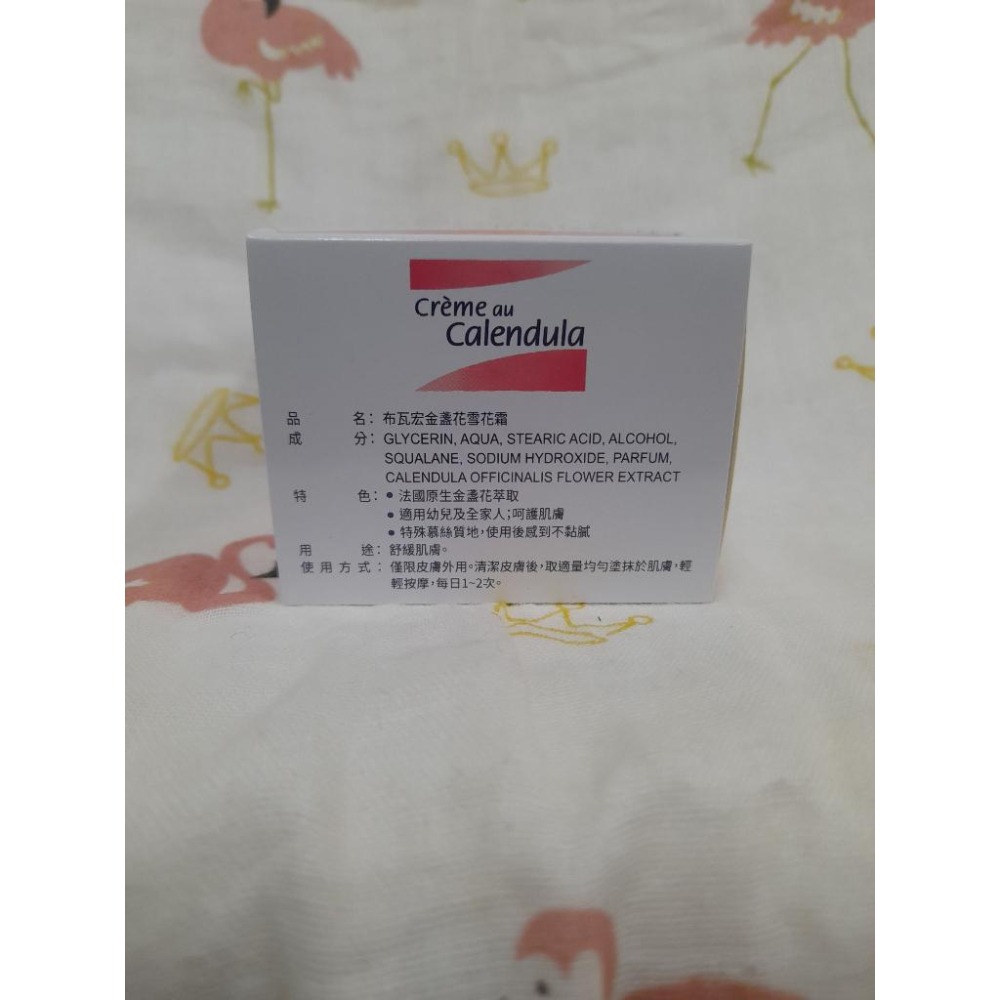 Crème au
Calendula
品 名：布瓦宏金盞花雪花霜
成 分：GLYCERIN, AQUA, STEARIC ACID, ALCOHOL,
SQUALANE, SODIUM HYDROXIDE, PARFUM,
CALENDULA OFFICINALIS FLOWER EXTRACT
特 色：● 法國原生金盞花萃取
● 適用幼兒及全家人；呵護肌膚
● 特殊慕絲質地，使用後感到不黏膩
用 途：舒緩肌膚。
使用方式：僅限皮膚外用。清潔皮膚後，取適量均勻塗抹於肌膚，輕
輕按摩，每日1~2次。